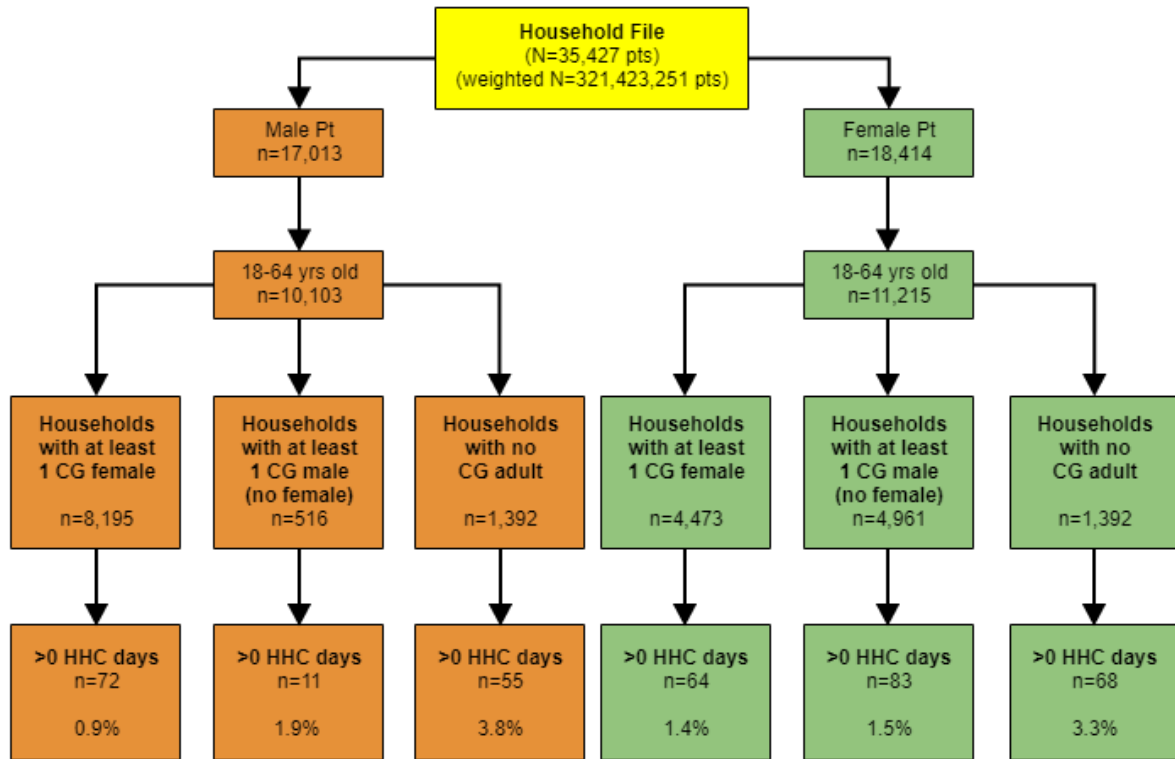 Household File
(N=35,427 pts)
(weighted N=321,423,251 pts)
Male Pt
n=17,013
Female Pt
n=18,414
18-64 yrs old
n=10,103
18-64 yrs old
n=11,215
Households
with at least
1 CG female
n=8,195
Households
with at least
1 CG male
(no female)
n=516
Households
with no
CG adult
n=1,392
Households
with at least
1 CG female
n=4,473
Households
with at least
1 CG male
(no female)
n=4,961
Households
with no
CG adult
n=1,392
>0 HHC days
n=72
0.9%
>0 HHC days
n=11
1.9%
>0 HHC days
n=55
3.8%
>0 HHC days
n=64
1.4%
>0 HHC days
n=83
1.5%
>0 HHC days
n=68
3.3%